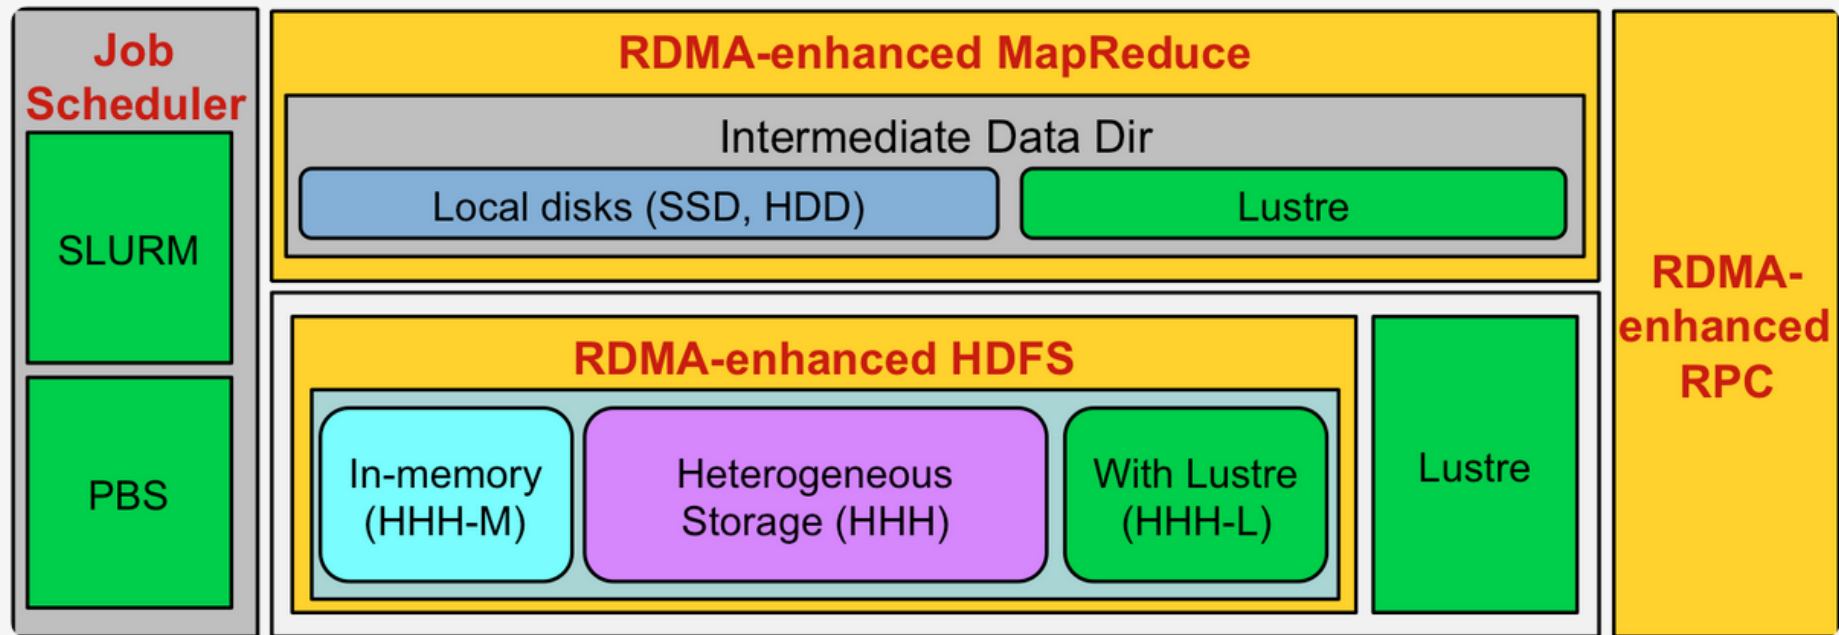 Job
Scheduler
SLURM
PBS
RDMA-enhanced MapReduce
Intermediate Data Dir
Local disks (SSD, HDD)
Lustre
RDMA-enhanced HDFS
In-memory
(HHH-M)
Heterogeneous
Storage (HHH)
With Lustre
(HHH-L)
Lustre
RDMA-
enhanced
RPC